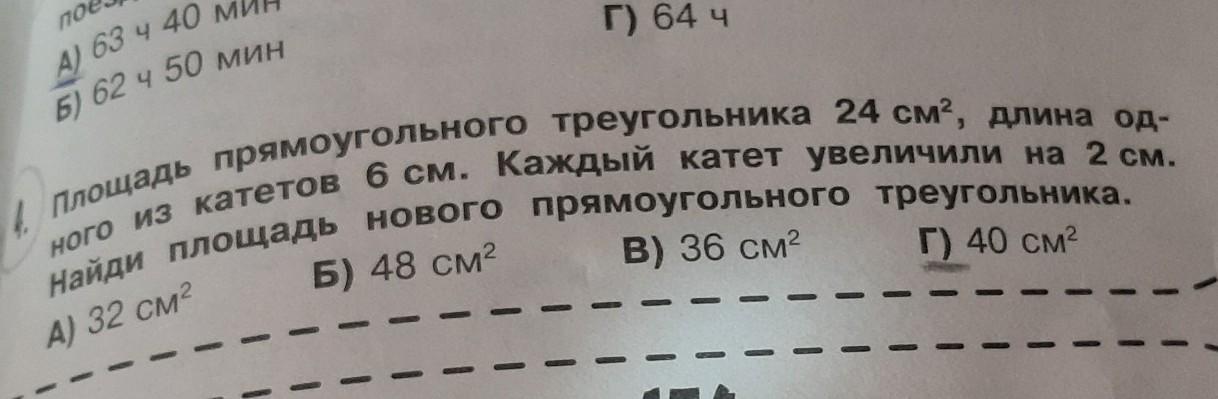 А) 63 ч 40 мин
Г) 64 ч
Б) 62 ч 50 мин
Площадь прямоугольного треугольника 24 см², длина од-
ного из катетов 6 см. Каждый катет увеличили на 2 см.
Найди площадь нового прямоугольного треугольника.
А) 32 см² Б) 48 см² В) 36 см² Г) 40 см²